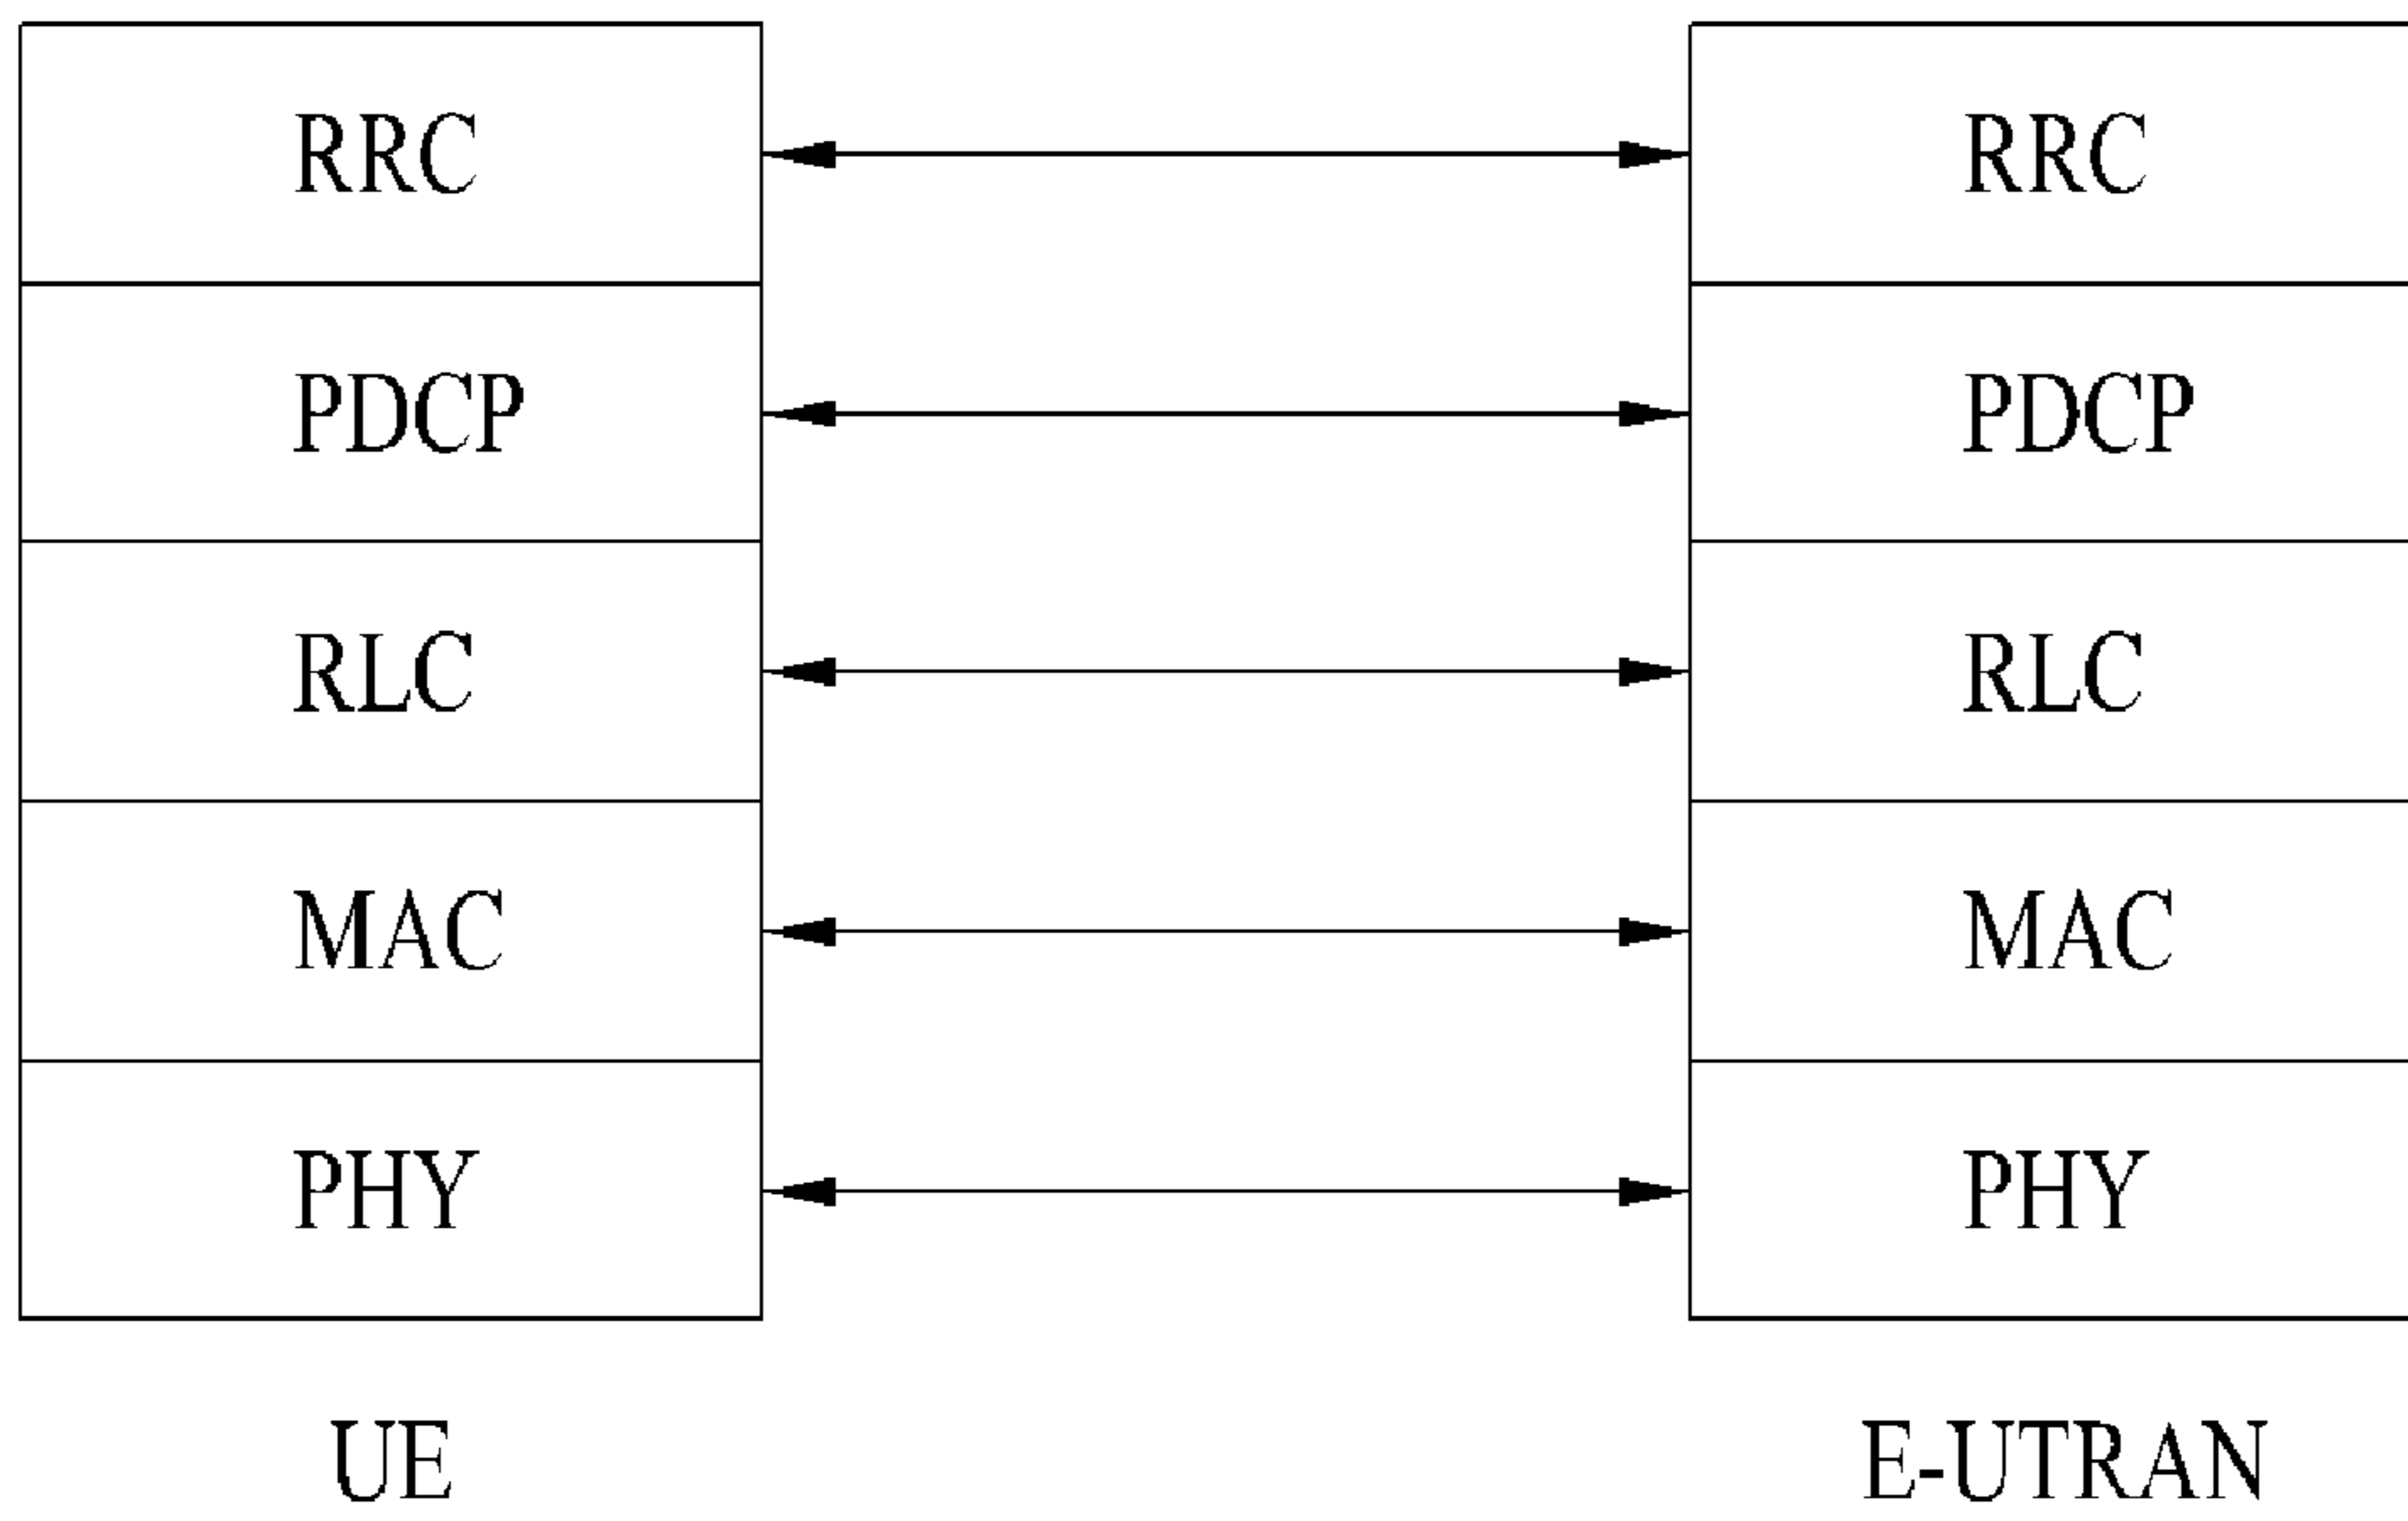 RRC RRC
PDCP PDCP
RLC RLC
MAC MAC
PHY PHY
UE E-UTRAN